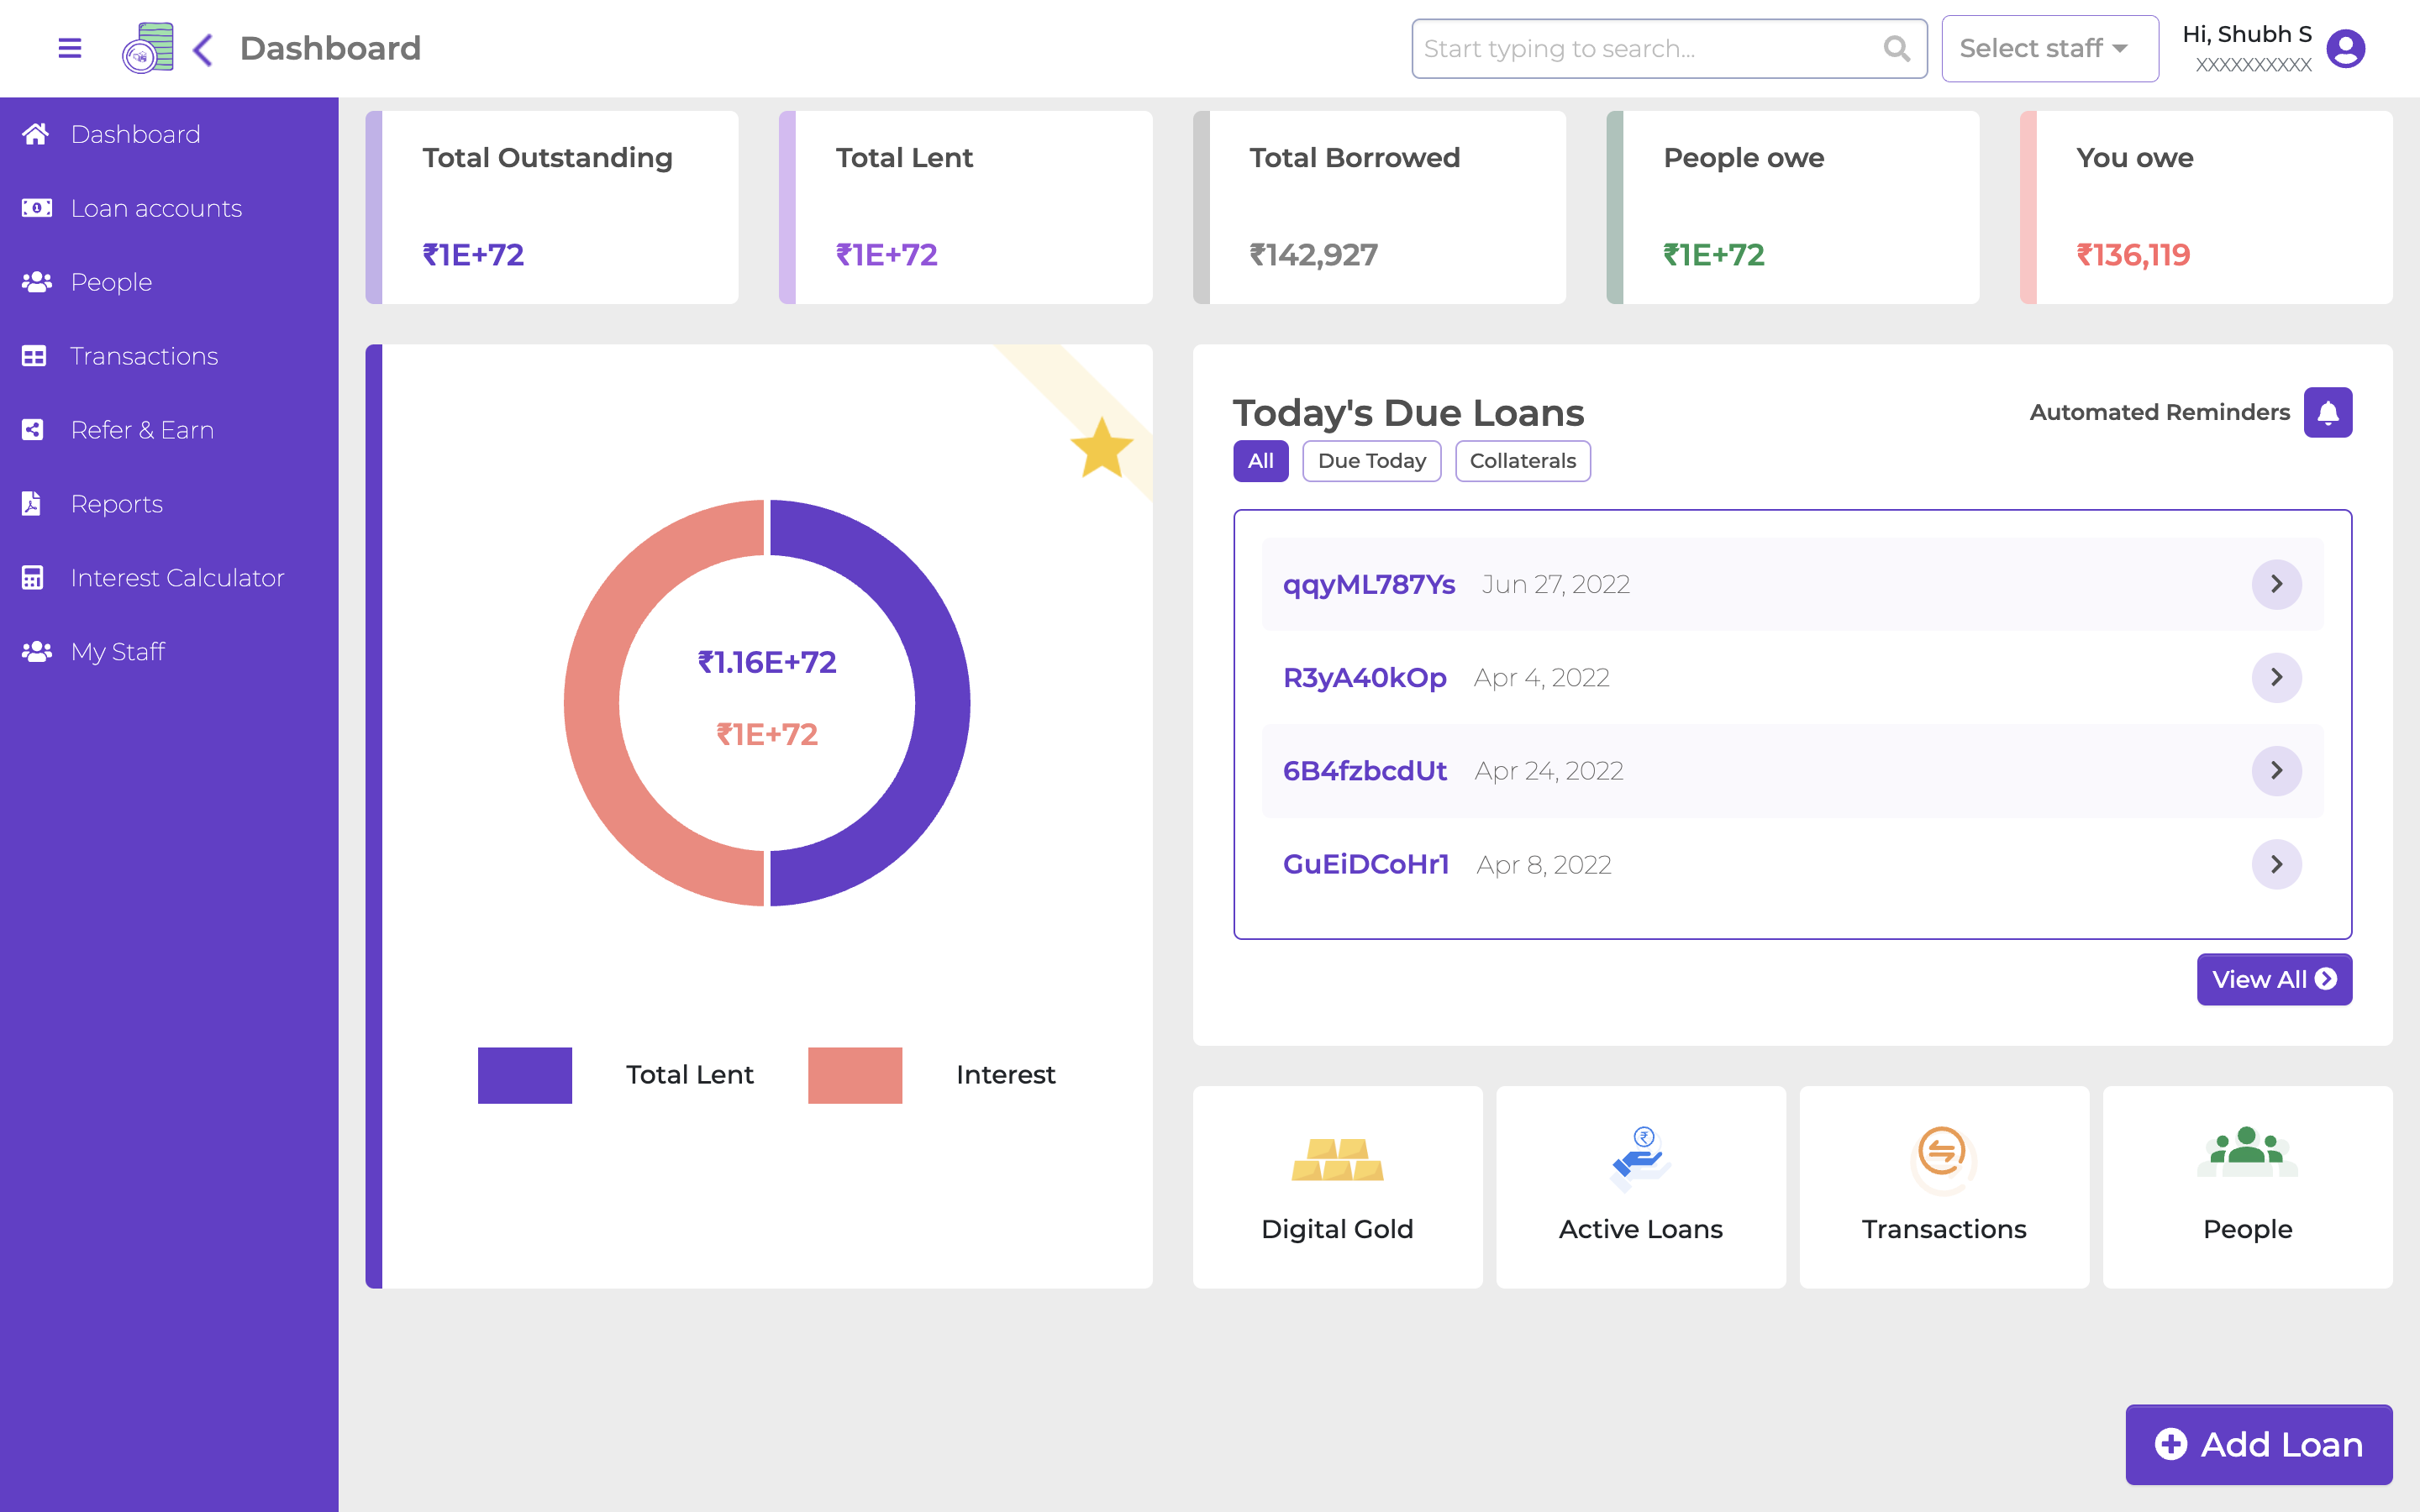 Dashboard
Start typing to search...
Select staff
Hi, Shubh S
XXXXXXXXXX
Dashboard
Loan accounts
People
Transactions
Refer & Earn
Reports
Interest Calculator
My Staff
Total Outstanding
₹1E+72
Total Lent
₹1E+72
Total Borrowed
₹142,927
People owe
₹1E+72
You owe
₹136,119
₹1.16E+72
₹1E+72
Total Lent
Interest
Today's Due Loans
Automated Reminders
All
Due Today
Collaterals
qqyML787Ys Jun 27, 2022
R3yA40kOp Apr 4, 2022
6B4fzbcdUt Apr 24, 2022
GuEiDCoHr1 Apr 8, 2022
View All
Digital Gold
Active Loans
Transactions
People
Add Loan